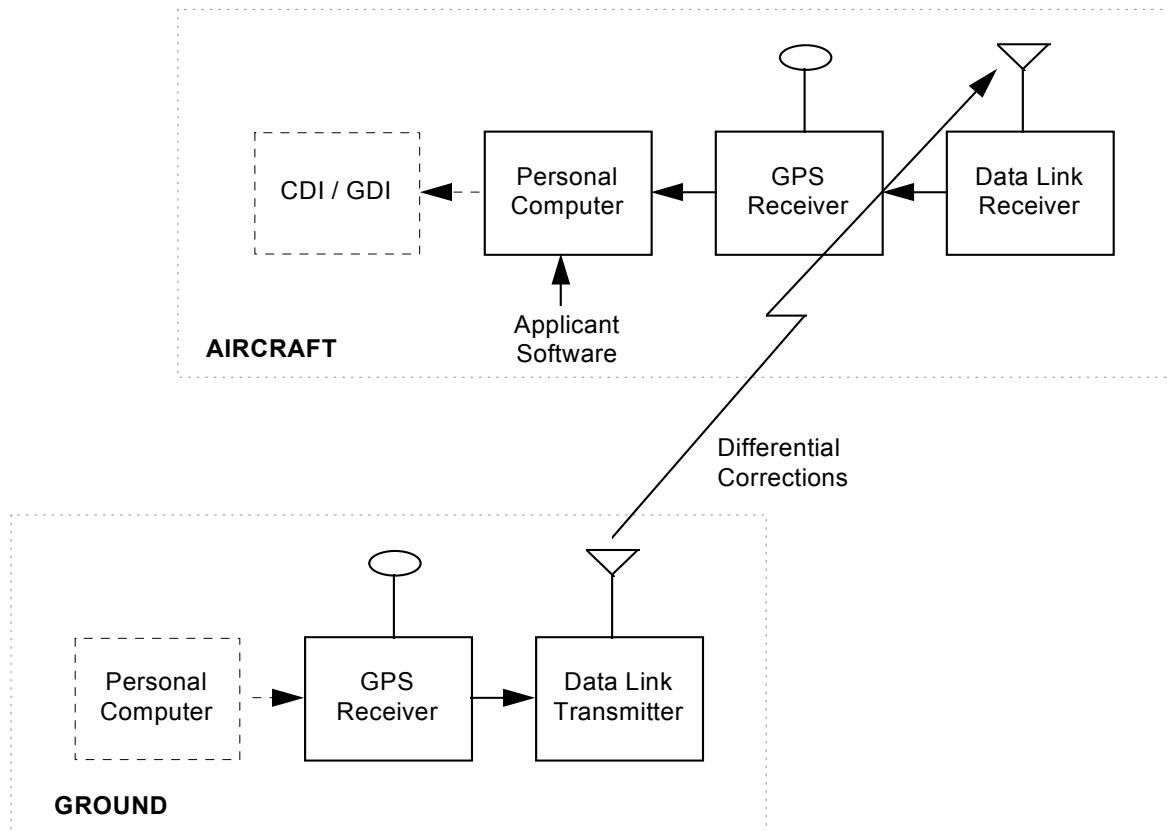 CDI / GDI
Personal
Computer
GPS
Receiver
Data Link
Receiver
Applicant
Software
AIRCRAFT
Differential
Corrections
Personal
Computer
GPS
Receiver
Data Link
Transmitter
GROUND